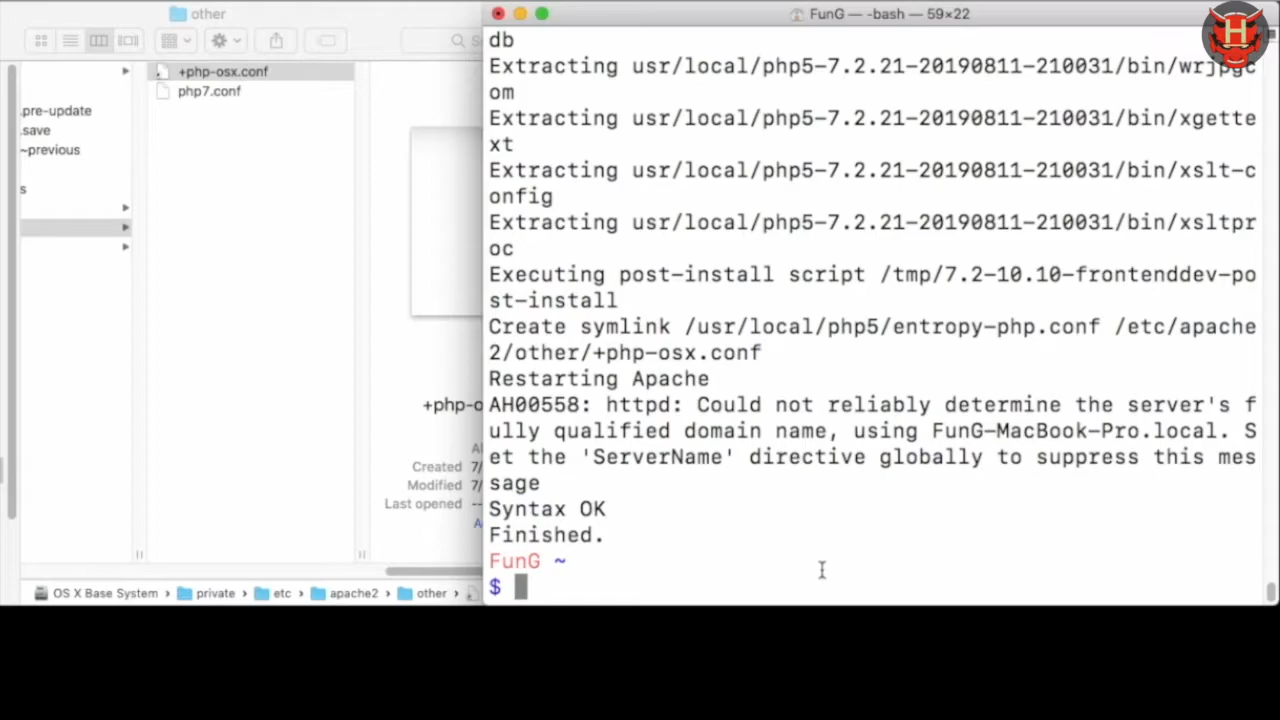 other
+php-osx.conf
php7.conf
.pre-update
.save
~previous
s
+php-o
Created 7/
Modified 7/
Last opened --
OS X Base System › private › etc › apache2 › other ›
FunG — -bash — 59×22
db
Extracting usr/local/php5-7.2.21-20190811-210031/bin/wrjpgc
om
Extracting usr/local/php5-7.2.21-20190811-210031/bin/xgette
xt
Extracting usr/local/php5-7.2.21-20190811-210031/bin/xslt-c
onfig
Extracting usr/local/php5-7.2.21-20190811-210031/bin/xsltpr
oc
Executing post-install script /tmp/7.2-10.10-frontenddev-po
st-install
Create symlink /usr/local/php5/entropy-php.conf /etc/apache
2/other/+php-osx.conf
Restarting Apache
AH00558: httpd: Could not reliably determine the server's f
ully qualified domain name, using FunG-MacBook-Pro.local. S
et the 'ServerName' directive globally to suppress this mes
sage
Syntax OK
Finished.
FunG ~
$
H